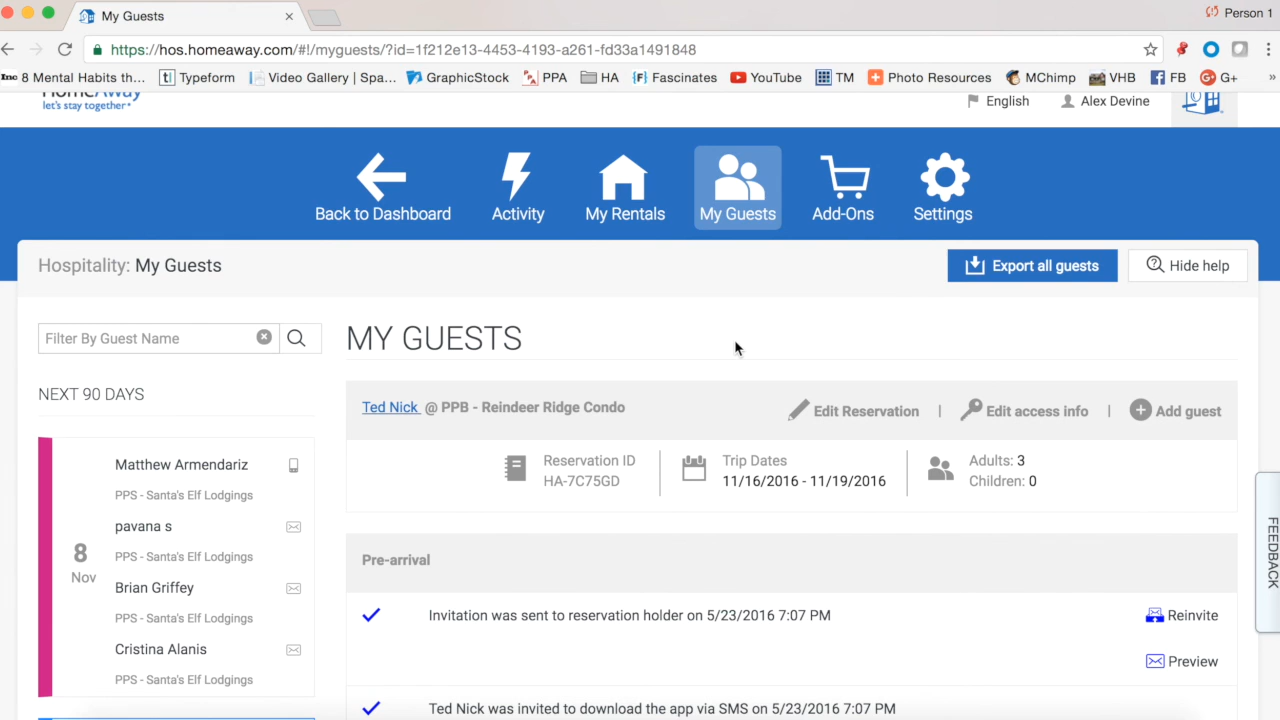 My Guests
Person 1
https://hos.homeaway.com/#!/myguests/?id=1f212e13-4453-4193-a261-fd33a1491848
Inc 8 Mental Habits th... t| Typeform Video Gallery | Spa... GraphicStock PPA HA {F} Fascinates YouTube TM Photo Resources MChimp VHB FB G+ »
HomeAway
let's stay together
English Alex Devine
Back to Dashboard Activity My Rentals My Guests Add-Ons Settings
Hospitality: My Guests
Export all guests Hide help
Filter By Guest Name
MY GUESTS
NEXT 90 DAYS
8
Nov
Matthew Armendariz
PPS - Santa's Elf Lodgings
pavana s
PPS - Santa's Elf Lodgings
Brian Griffey
PPS - Santa's Elf Lodgings
Cristina Alanis
PPS - Santa's Elf Lodgings
Ted Nick @ PPB - Reindeer Ridge Condo
Edit Reservation | Edit access info | Add guest
Reservation ID
HA-7C75GD
Trip Dates
11/16/2016 - 11/19/2016
Adults: 3
Children: 0
Pre-arrival
Invitation was sent to reservation holder on 5/23/2016 7:07 PM
Reinvite
Preview
Ted Nick was invited to download the app via SMS on 5/23/2016 7:07 PM
FEEDBACK